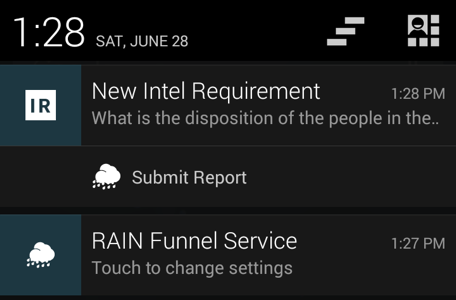 1:28 SAT, JUNE 28
IR New Intel Requirement 1:28 PM
What is the disposition of the people in the..
Submit Report
RAIN Funnel Service 1:27 PM
Touch to change settings